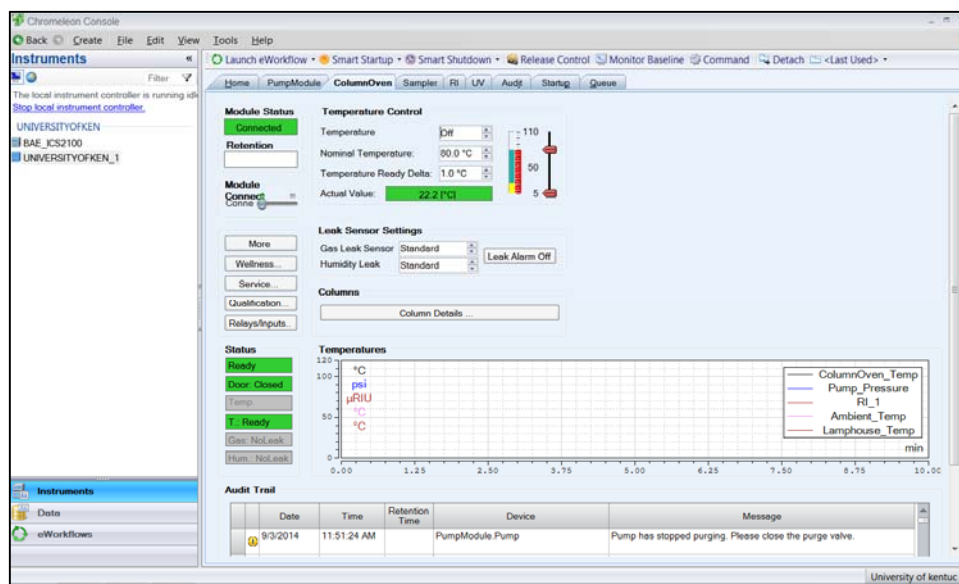 Chromeleon Console
Back Create File Edit View Tools Help
Instruments «
Filter
The local instrument controller is running idl
Stop local instrument controller.
UNIVERSITYOFKEN
BAE_ICS2100
UNIVERSITYOFKEN_1
Instruments
Data
eWorkflows
Launch eWorkflow Smart Startup Smart Shutdown Release Control Monitor Baseline Command Detach <Last Used>
Home PumpModule ColumnOven Sampler RI UV Audit Startup Queue
Module Status
Connected
Retention
Module
Connect
Conne
More
Wellness...
Service...
Qualification...
Relays/Inputs..
Temperature Control
Temperature Off
Nominal Temperature: 80.0 °C
Temperature Ready Delta: 1.0 °C
Actual Value: 22.2 [°C]
110
50
5
Leak Sensor Settings
Gas Leak Sensor Standard
Humidity Leak Standard
Leak Alarm Off
Columns
Column Details ...
Status
Ready
Door: Closed
Temp.
T.: Ready
Gas: NoLeak
Hum.: NoLeak
Temperatures
120
100
50
0
°C
psi
µRIU
°C
°C
ColumnOven_Temp
Pump_Pressure
RI_1
Ambient_Temp
Lamphouse_Temp
min
0.00 1.25 2.50 3.75 5.00 6.25 7.50 8.75 10.00
Audit Trail
Date Time Retention Time Device Message
9/3/2014 11:51:24 AM PumpModule.Pump Pump has stopped purging. Please close the purge valve.
University of kentuc